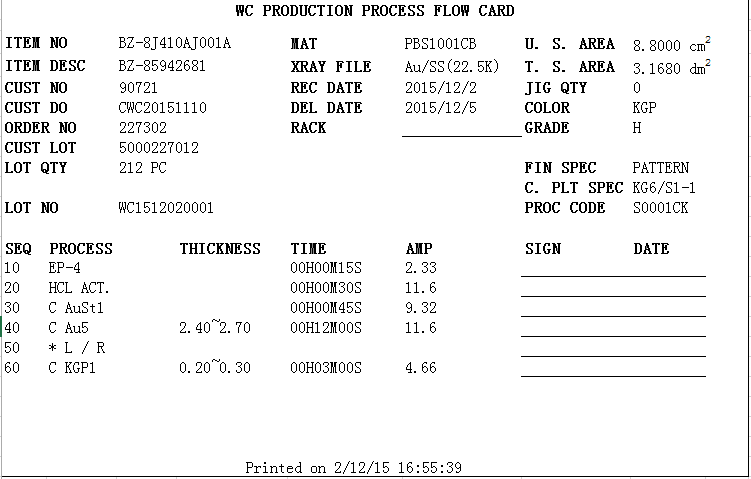 WC PRODUCTION PROCESS FLOW CARD
ITEM NO BZ-8J410AJ001A MAT PBS1001CB U. S. AREA 8.8000 cm2
ITEM DESC BZ-85942681 XRAY FILE Au/SS(22.5K) T. S. AREA 3.1680 dm2
CUST NO 90721 REC DATE 2015/12/2 JIG QTY 0
CUST DO CWC20151110 DEL DATE 2015/12/5 COLOR KGP
ORDER NO 227302 RACK GRADE H
CUST LOT 5000227012
LOT QTY 212 PC FIN SPEC PATTERN
C. PLT SPEC KG6/S1-1
LOT NO WC1512020001 PROC CODE S0001CK
SEQ PROCESS THICKNESS TIME AMP SIGN DATE
10 EP-4 00H00M15S 2.33
20 HCL ACT. 00H00M30S 11.6
30 C AuSt1 00H00M45S 9.32
40 C Au5 2.40~2.70 00H12M00S 11.6
50 * L / R
60 C KGP1 0.20~0.30 00H03M00S 4.66
Printed on 2/12/15 16:55:39